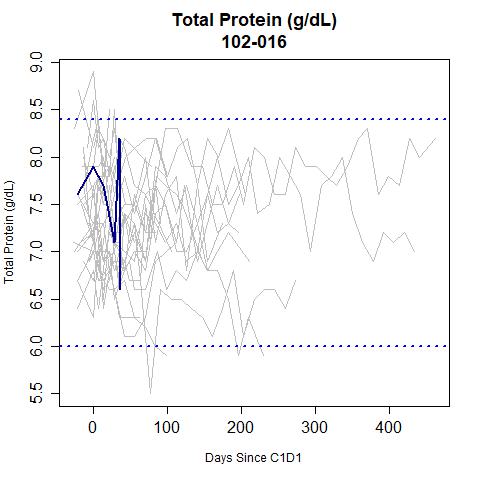 Total Protein (g/dL)
102-016
Total Protein (g/dL)
9.0
8.5
8.0
7.5
7.0
6.5
6.0
5.5
0 100 200 300 400
Days Since C1D1